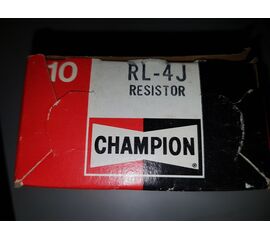 10
RL-4J
RESISTOR
CHAMPION
®